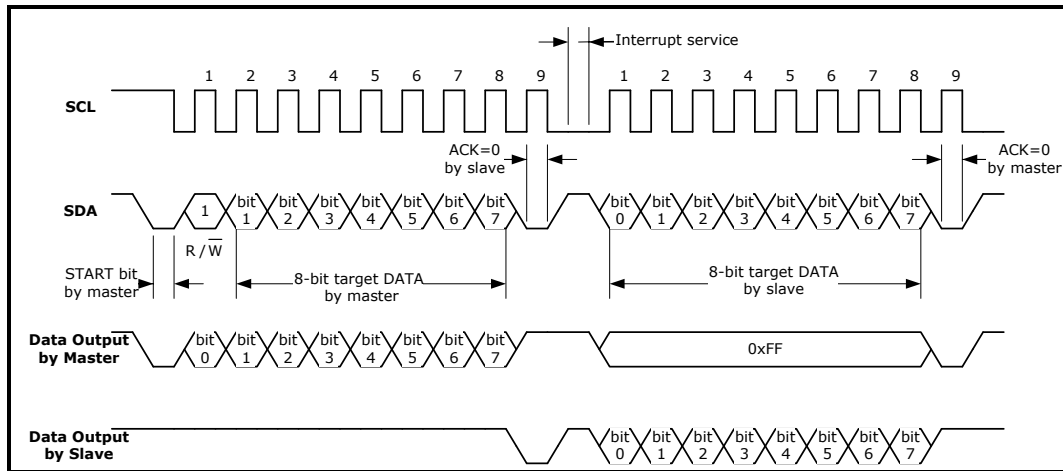 Interrupt service
1 2 3 4 5 6 7 8 9 1 2 3 4 5 6 7 8 9
SCL
ACK=0
by slave
ACK=0
by master
SDA
1 bit 1 bit 2 bit 3 bit 4 bit 5 bit 6 bit 7 bit 0 bit 1 bit 2 bit 3 bit 4 bit 5 bit 6 bit 7
R / W̅
START bit
by master
8-bit target DATA
by master
8-bit target DATA
by slave
Data Output
by Master
bit 0 bit 1 bit 2 bit 3 bit 4 bit 5 bit 6 bit 7 0xFF
Data Output
by Slave
bit 0 bit 1 bit 2 bit 3 bit 4 bit 5 bit 6 bit 7